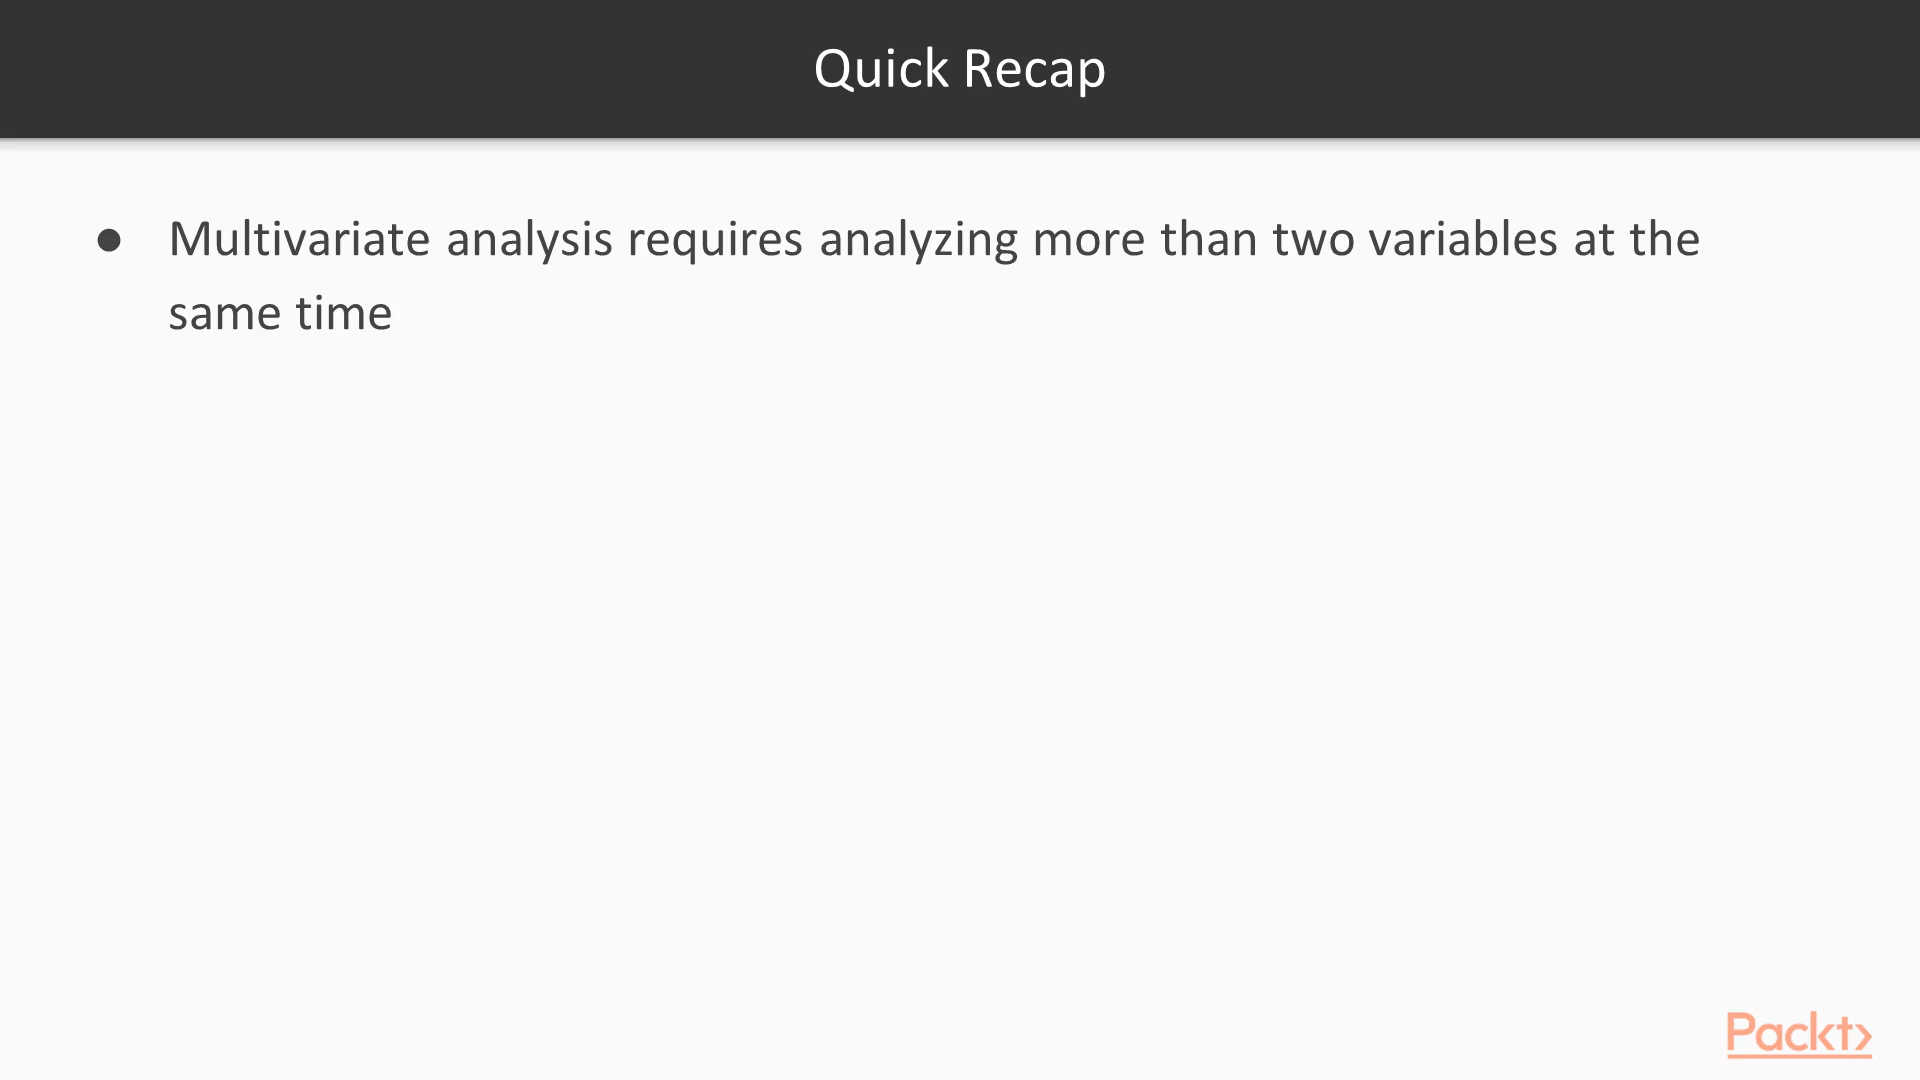 Quick Recap
● Multivariate analysis requires analyzing more than two variables at the
same time
Packt>